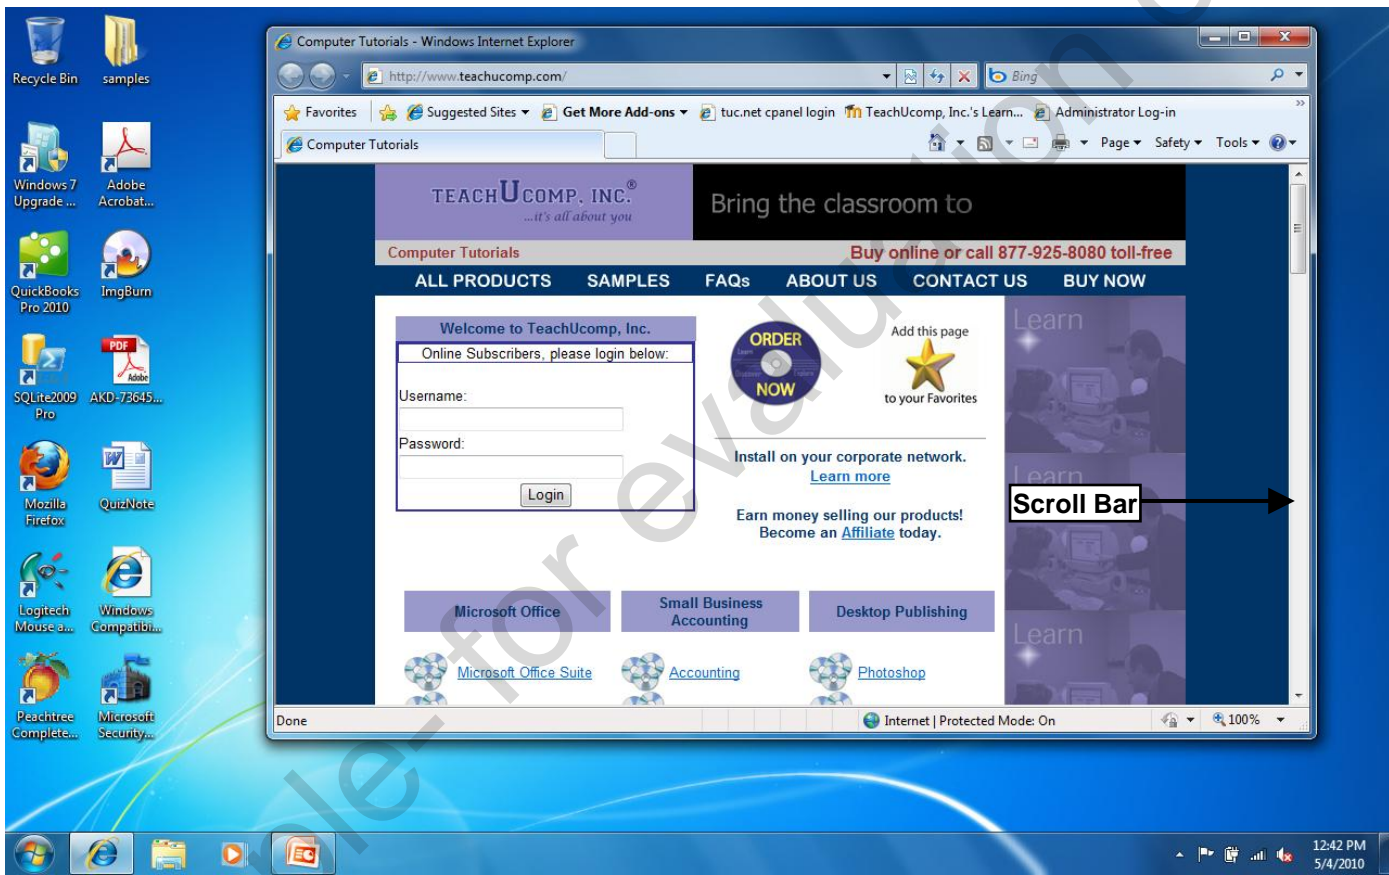 Recycle Bin
samples
Windows 7
Upgrade ...
Adobe
Acrobat...
QuickBooks
Pro 2010
ImgBurn
SQLite2009
Pro
PDF
Adobe
AKD-73645...
Mozilla
Firefox
QuizNote
Logitech
Mouse a...
Windows
Compatibi...
Peachtree
Complete...
Microsoft
Security...
Computer Tutorials - Windows Internet Explorer
http://www.teachucomp.com/
Bing
Favorites
Suggested Sites
Get More Add-ons
tuc.net cpanel login
TeachUcomp, Inc.'s Learn...
Administrator Log-in
Computer Tutorials
Page
Safety
Tools
TEACHUCOMP, INC.®
...it's all about you
Bring the classroom to
Computer Tutorials
Buy online or call 877-925-8080 toll-free
ALL PRODUCTS SAMPLES FAQs ABOUT US CONTACT US BUY NOW
Welcome to TeachUcomp, Inc.
Online Subscribers, please login below:
Username:
Password:
Login
ORDER
NOW
Add this page
to your Favorites
Install on your corporate network.
Learn more
Earn money selling our products!
Become an Affiliate today.
Learn
Learn
Learn
Scroll Bar
Microsoft Office
Small Business
Accounting
Desktop Publishing
Microsoft Office Suite
Accounting
Photoshop
Done
Internet | Protected Mode: On
100%
12:42 PM
5/4/2010
ple- for evaluation